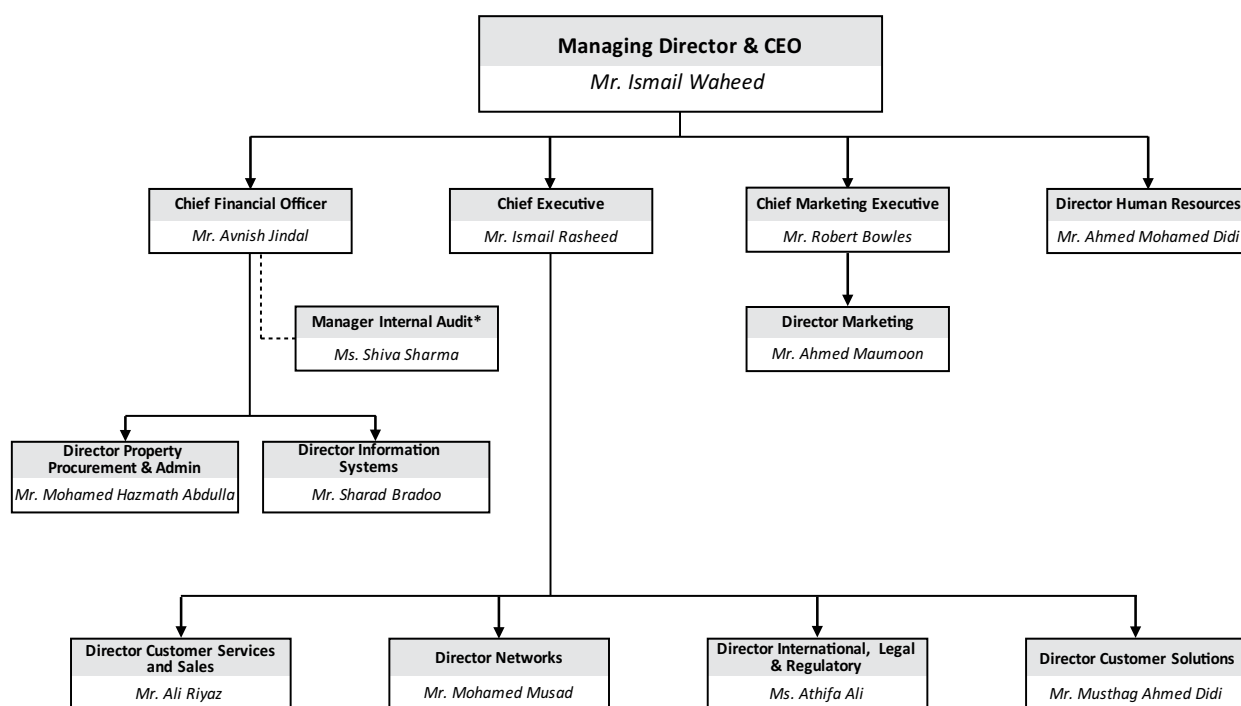 Managing Director & CEO
Mr. Ismail Waheed
Chief Financial Officer
Mr. Avnish Jindal
Chief Executive
Mr. Ismail Rasheed
Chief Marketing Executive
Mr. Robert Bowles
Director Human Resources
Mr. Ahmed Mohamed Didi
Manager Internal Audit*
Ms. Shiva Sharma
Director Marketing
Mr. Ahmed Maumoon
Director Property
Procurement & Admin
Mr. Mohamed Hazmath Abdulla
Director Information
Systems
Mr. Sharad Bradoo
Director Customer Services
and Sales
Mr. Ali Riyaz
Director Networks
Mr. Mohamed Musad
Director International, Legal
& Regulatory
Ms. Athifa Ali
Director Customer Solutions
Mr. Musthag Ahmed Didi